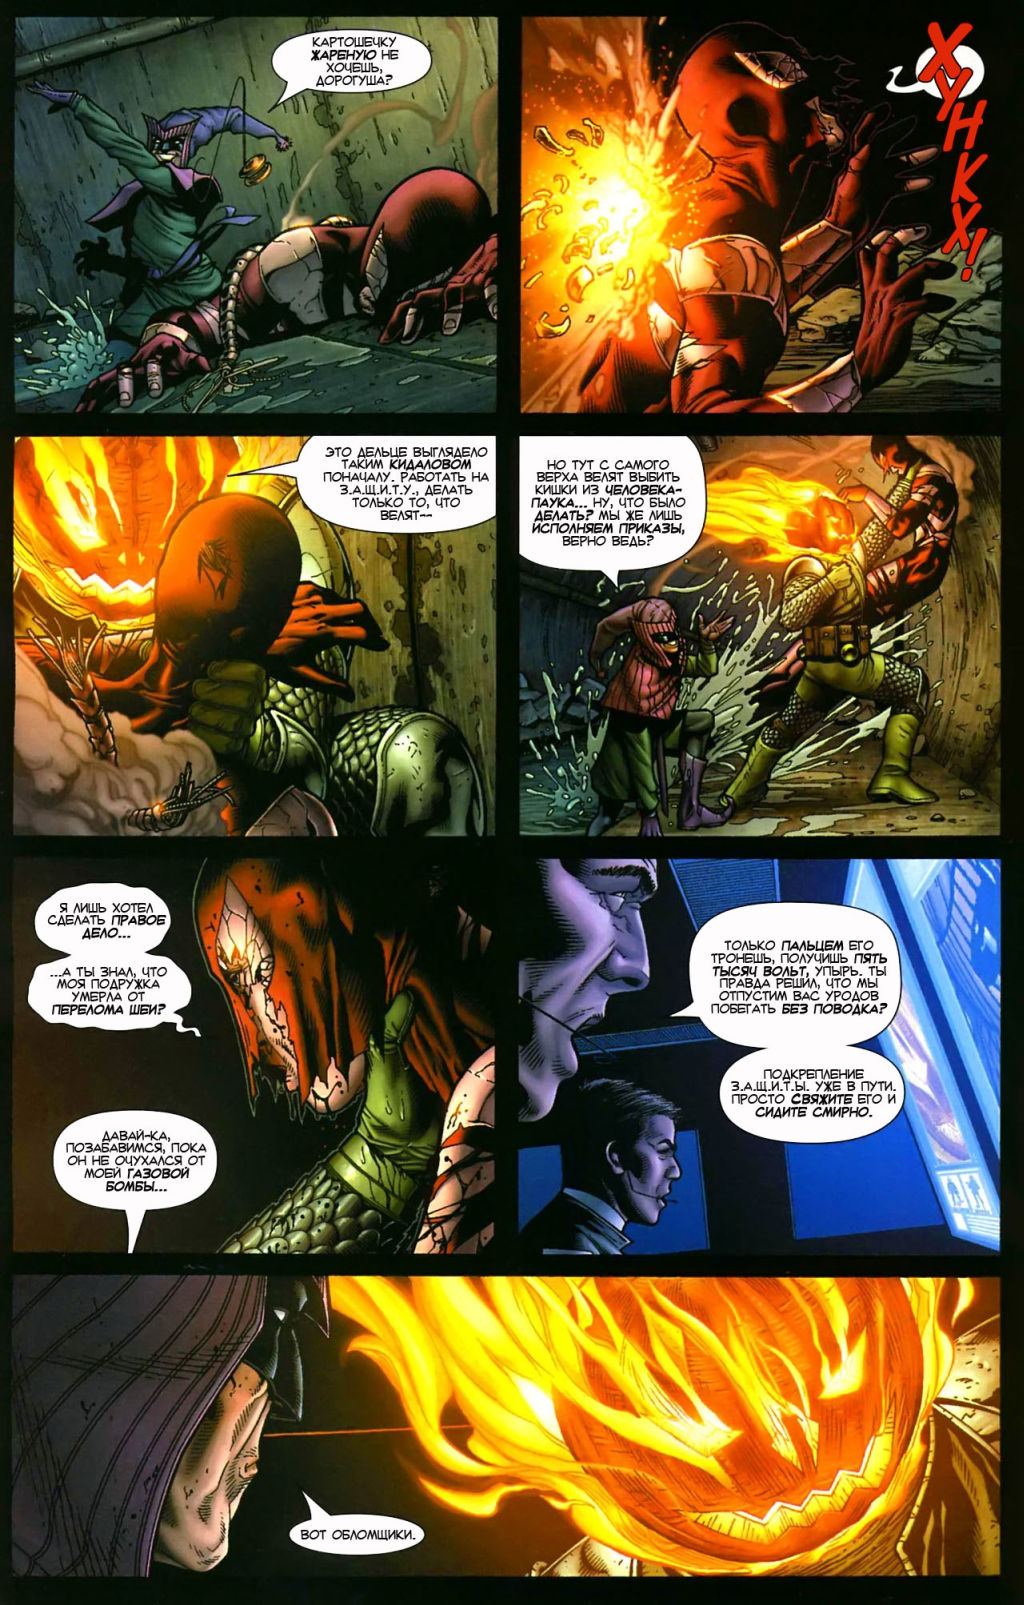 КАРТОШЕЧКУ
ЖАРЕНУЮ НЕ
ХОЧЕШЬ,
ДОРОГУША?
ХУНКХ!
ЭТО ДЕЛЬЦЕ ВЫГЛЯДЕЛО
ТАКИМ КИДАЛОВОМ
ПОНАЧАЛУ. РАБОТАТЬ НА
З.А.Щ.И.Т.У., ДЕЛАТЬ
ТОЛЬКО ТО, ЧТО
ВЕЛЯТ--
НО ТУТ С САМОГО
ВЕРХА ВЕЛЯТ ВЫБИТЬ
КИШКИ ИЗ ЧЕЛОВЕКА-
ПАУКА... НУ, ЧТО БЫЛО
ДЕЛАТЬ? МЫ ЖЕ ЛИШЬ
ИСПОЛНЯЕМ ПРИКАЗЫ,
ВЕРНО ВЕДЬ?
Я ЛИШЬ ХОТЕЛ
СДЕЛАТЬ ПРАВОЕ
ДЕЛО...
...А ТЫ ЗНАЛ, ЧТО
МОЯ ПОДРУЖКА
УМЕРЛА ОТ
ПЕРЕЛОМА ШЕИ?
ДАВАЙ-КА,
ПОЗАБАВИМСЯ, ПОКА
ОН НЕ ОЧУХАЛСЯ ОТ
МОЕЙ ГАЗОВОЙ
БОМБЫ...
ТОЛЬКО ПАЛЬЦЕМ ЕГО
ТРОНЕШЬ, ПОЛУЧИШЬ ПЯТЬ
ТЫСЯЧ ВОЛЬТ, УПЫРЬ. ТЫ
ПРАВДА РЕШИЛ, ЧТО МЫ
ОТПУСТИМ ВАС УРОДОВ
ПОБЕГАТЬ БЕЗ ПОВОДКА?
ПОДКРЕПЛЕНИЕ
З.А.Щ.И.Т.Ы. УЖЕ В ПУТИ.
ПРОСТО СВЯЖИТЕ ЕГО И
СИДИТЕ СМИРНО.
ВОТ ОБЛОМЩИКИ.